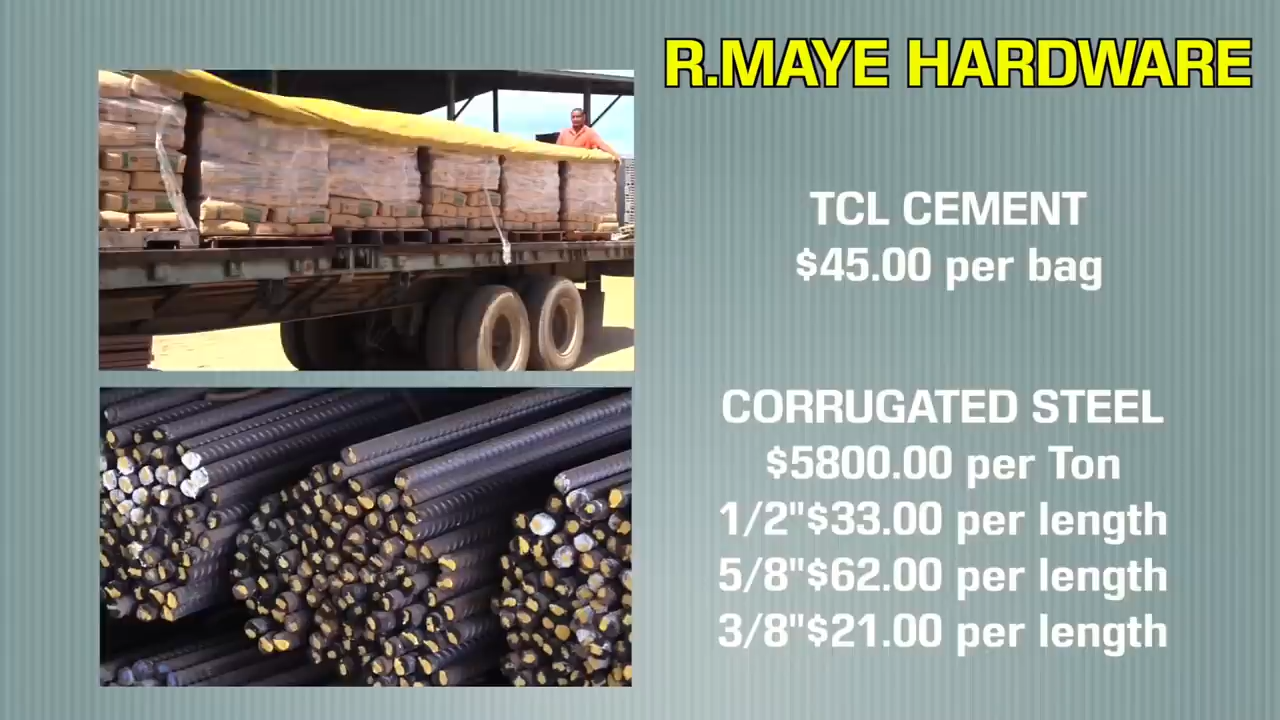 R.MAYE HARDWARE
TCL CEMENT
$45.00 per bag
CORRUGATED STEEL
$5800.00 per Ton
1/2"$33.00 per length
5/8"$62.00 per length
3/8"$21.00 per length